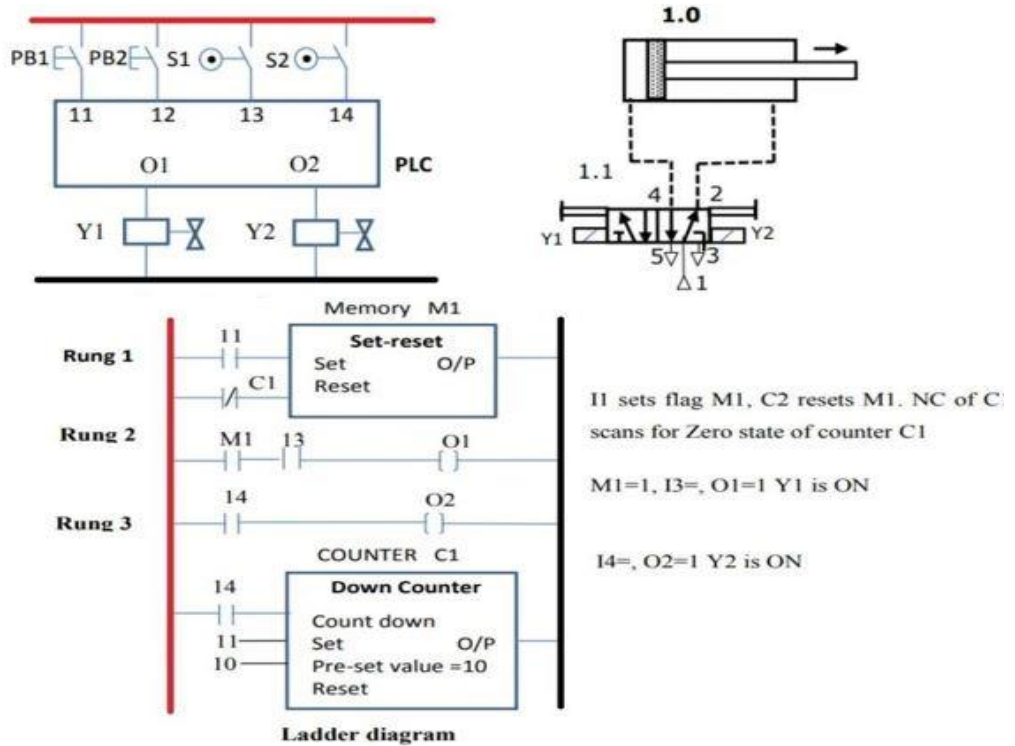 PB1 PB2 S1 S2
11 12 13 14
O1 O2 PLC
Y1 Y2
1.0
1.1
4 2
Y1 Y2
5 3
1
Memory M1
Rung 1
11
Set-reset
Set O/P
Reset
C1
Rung 2
M1 13 O1
Rung 3
14 O2
COUNTER C1
14
Down Counter
Count down
11 Set O/P
10 Pre-set value =10
Reset
Ladder diagram
I1 sets flag M1, C2 resets M1. NC of C
scans for Zero state of counter C1
M1=1, I3=, O1=1 Y1 is ON
I4=, O2=1 Y2 is ON